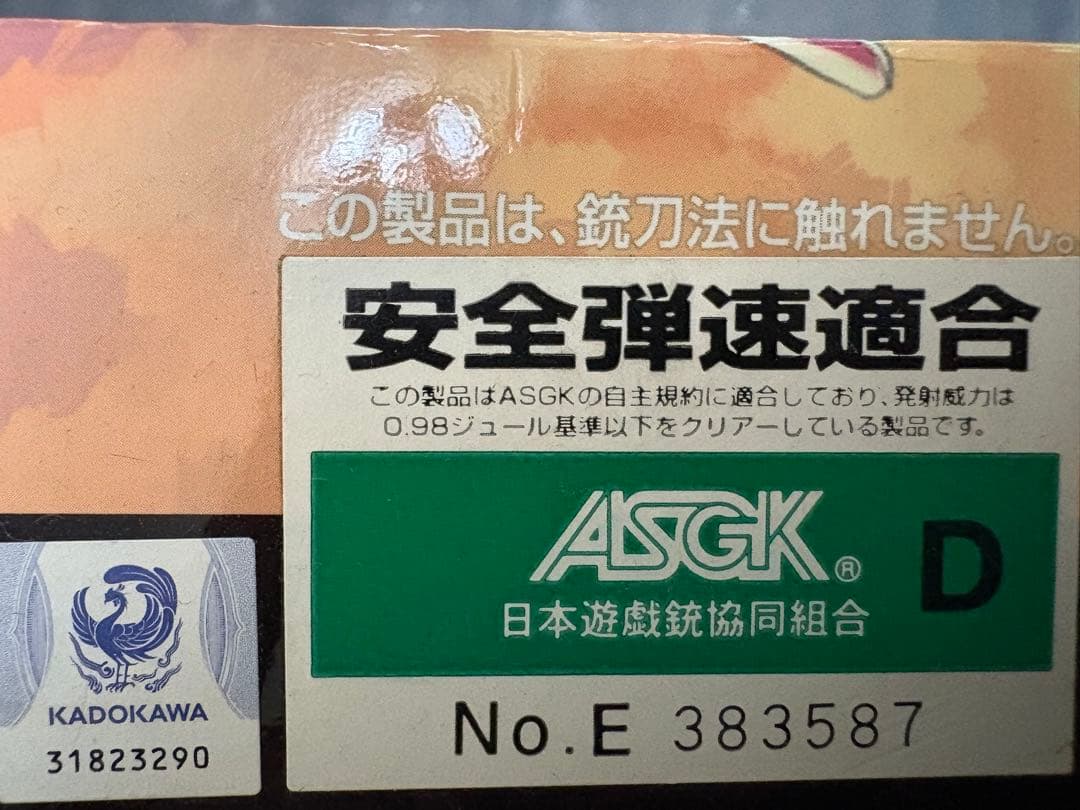 この製品は、銃刀法に触れません。
安全弾速適合
この製品はASGKの自主規約に適合しており、発射威力は
0.98ジュール基準以下をクリアーしている製品です。
ASGK® D
日本遊戯銃協同組合
No.E 383587
KADOKAWA
31823290